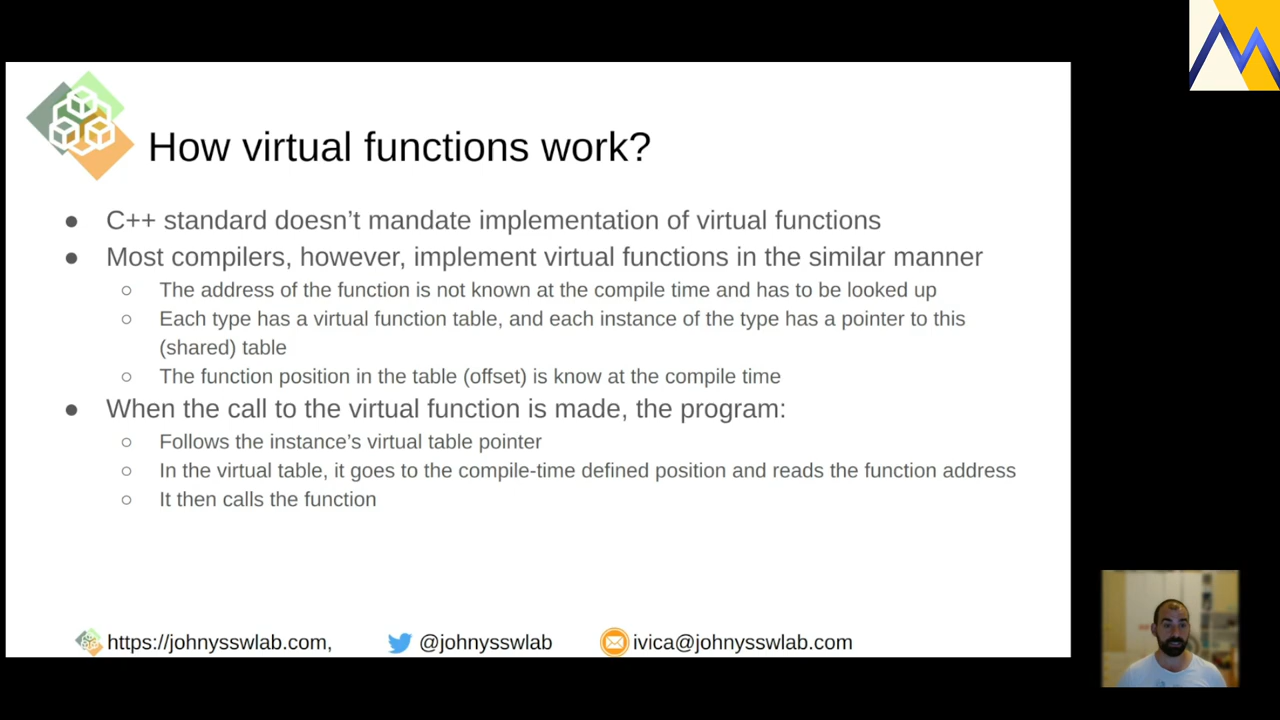 How virtual functions work?
● C++ standard doesn’t mandate implementation of virtual functions
● Most compilers, however, implement virtual functions in the similar manner
○ The address of the function is not known at the compile time and has to be looked up
○ Each type has a virtual function table, and each instance of the type has a pointer to this
(shared) table
○ The function position in the table (offset) is know at the compile time
● When the call to the virtual function is made, the program:
○ Follows the instance’s virtual table pointer
○ In the virtual table, it goes to the compile-time defined position and reads the function address
○ It then calls the function
https://johnysswlab.com, @johnysswlab ivica@johnysswlab.com